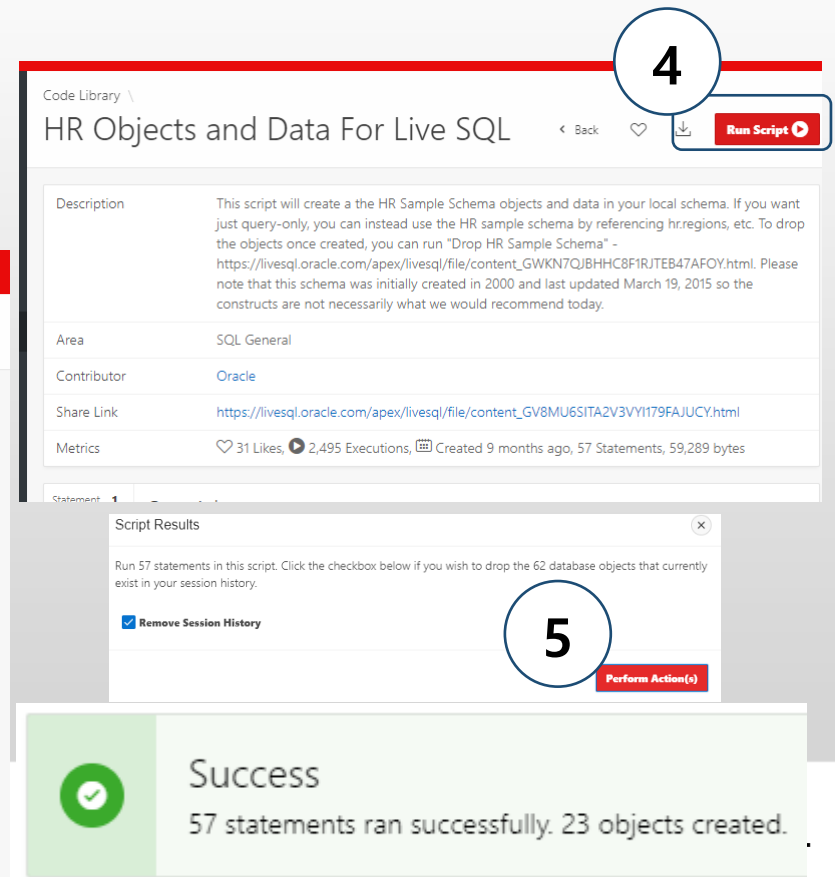 4
Code Library \
HR Objects and Data For Live SQL
Back
Run Script
Description
This script will create a the HR Sample Schema objects and data in your local schema. If you want
just query-only, you can instead use the HR sample schema by referencing hr.regions, etc. To drop
the objects once created, you can run "Drop HR Sample Schema" -
https://livesql.oracle.com/apex/livesql/file/content_GWKN7QJBHHC8F1RJTEB47AFOY.html. Please
note that this schema was initially created in 2000 and last updated March 19, 2015 so the
constructs are not necessarily what we would recommend today.
Area
SQL General
Contributor
Oracle
Share Link
https://livesql.oracle.com/apex/livesql/file/content_GV8MU6SITA2V3VYI179FAJUCY.html
Metrics
31 Likes, 2,495 Executions, Created 9 months ago, 57 Statements, 59,289 bytes
Statement 1
Script Results
Run 57 statements in this script. Click the checkbox below if you wish to drop the 62 database objects that currently
exist in your session history.
Remove Session History
5
Perform Action(s)
Success
57 statements ran successfully. 23 objects created.